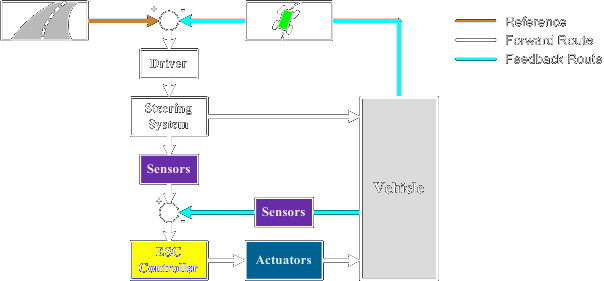 +
-
Reference
Forward Route
Feedback Route
Driver
Steering
System
Sensors
Vehicle
+
-
Sensors
ESC
Controller
Actuators